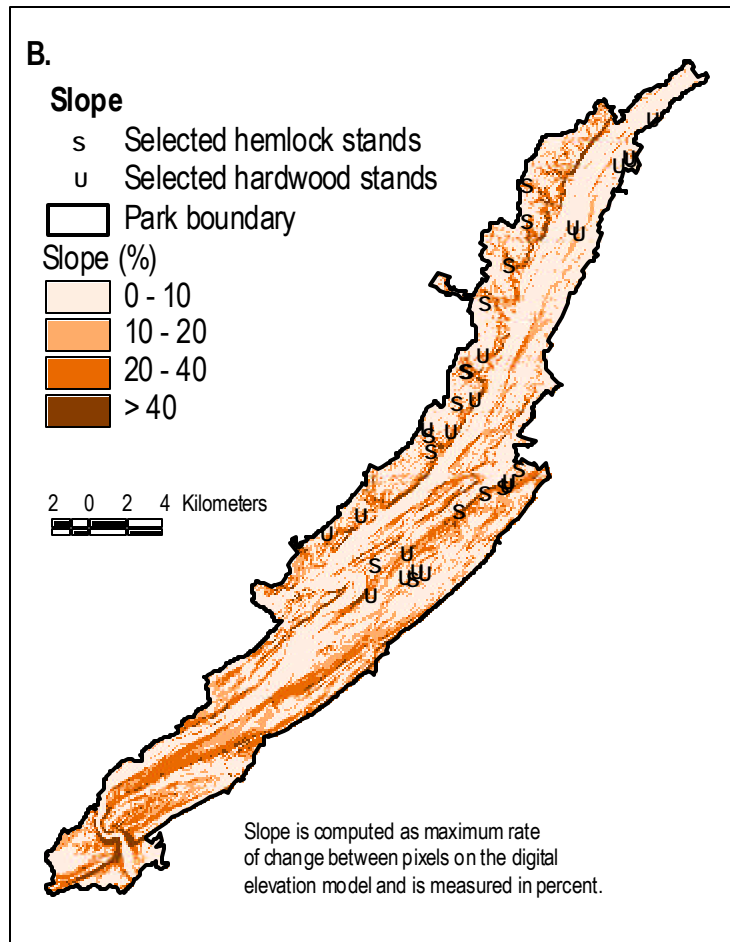 B.
Slope
S Selected hemlock stands
U Selected hardwood stands
Park boundary
Slope (%)
0 - 10
10 - 20
20 - 40
> 40
2 0 2 4 Kilometers
Slope is computed as maximum rate
of change between pixels on the digital
elevation model and is measured in percent.